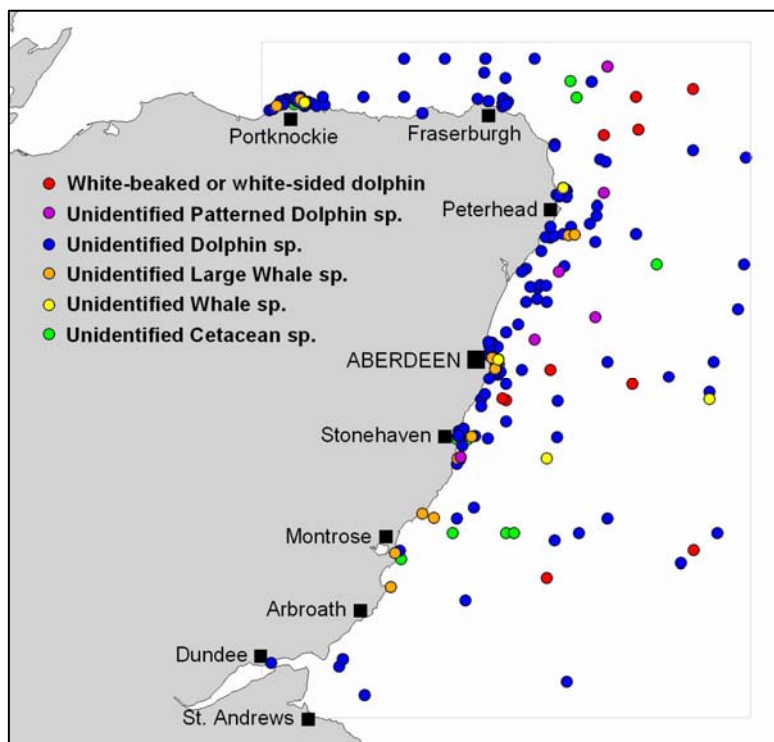 Portknockie
Fraserburgh
White-beaked or white-sided dolphin
Unidentified Patterned Dolphin sp.
Peterhead
Unidentified Dolphin sp.
Unidentified Large Whale sp.
Unidentified Whale sp.
Unidentified Cetacean sp.
ABERDEEN
Stonehaven
Montrose
Arbroath
Dundee
St. Andrews